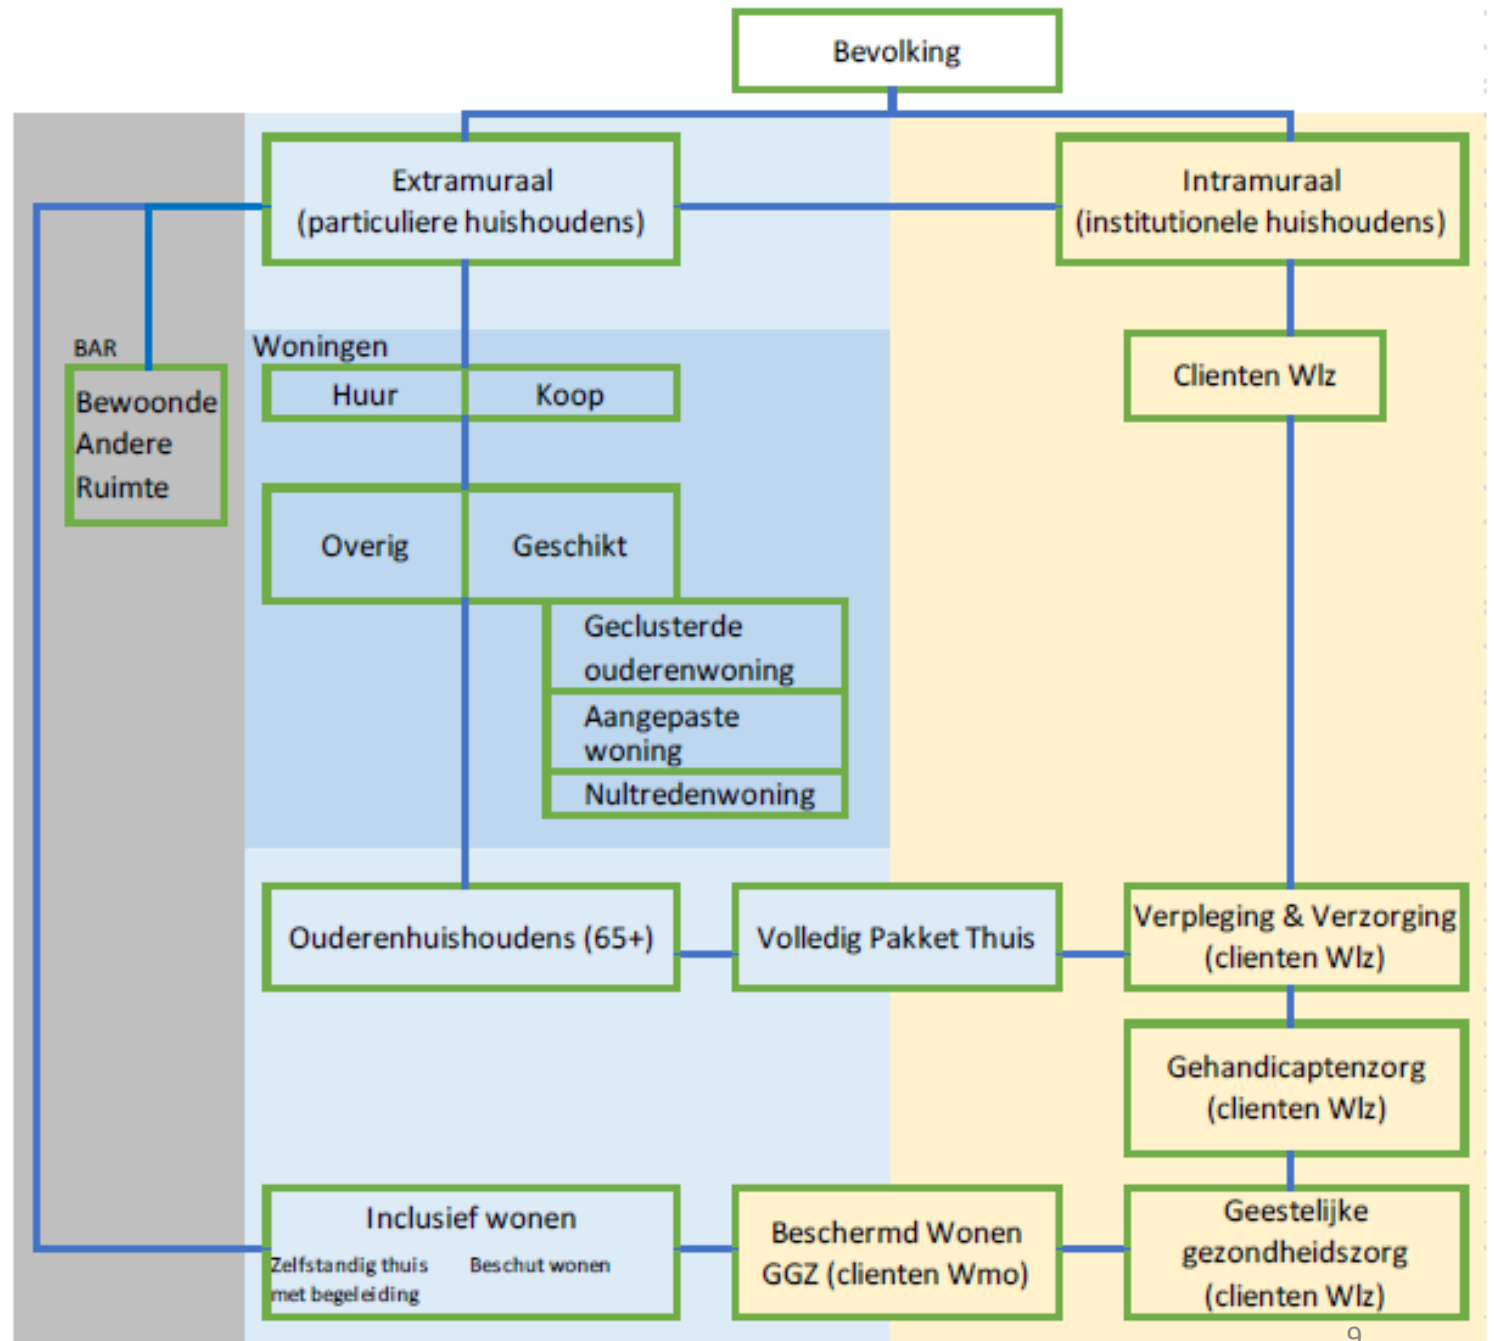 Bevolking
Extramuraal
(particuliere huishoudens)
Intramuraal
(institutionele huishoudens)
BAR
Bewoonde
Andere
Ruimte
Woningen
Huur
Koop
Clienten Wlz
Overig
Geschikt
Geclusterde
ouderenwoning
Aangepaste
woning
Nultredenwoning
Ouderenhuishoudens (65+)
Volledig Pakket Thuis
Verpleging & Verzorging
(clienten Wlz)
Gehandicaptenzorg
(clienten Wlz)
Inclusief wonen
Zelfstandig thuis
met begeleiding
Beschut wonen
Beschermd Wonen
GGZ (clienten Wmo)
Geestelijke
gezondheidszorg
(clienten Wlz)
9